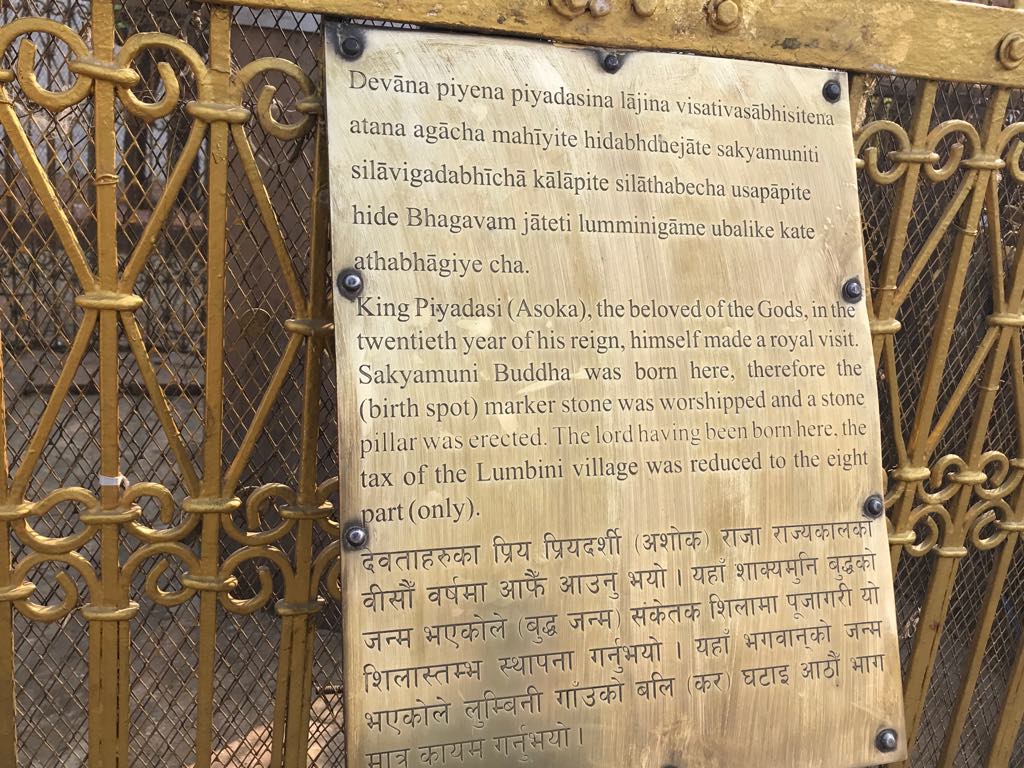 Devāna piyena piyadasina lājina visativasābhisitena
atana agācha mahīyite hidabhdhejāte sakyamuniti
silāvigadabhīchā kālāpite silāthabecha usapāpite
hide Bhagavam jāteti lumminigāme ubalike kate
athabhāgiye cha.
King Piyadasi (Asoka), the beloved of the Gods, in the
twentieth year of his reign, himself made a royal visit.
Sakyamuni Buddha was born here, therefore the
(birth spot) marker stone was worshipped and a stone
pillar was erected. The lord having been born here, the
tax of the Lumbini village was reduced to the eight
part (only).
देवताहरुका प्रिय प्रियदर्शी (अशोक) राजा राज्यकालको
वीसौं वर्षमा आफैं आउनु भयो । यहाँ शाक्यमुनि बुद्धको
जन्म भएकोले (बुद्ध जन्म) संकेतक शिलामा पूजागरी यो
शिलास्तम्भ स्थापना गर्नुभयो । यहाँ भगवान्को जन्म
भएकोले लुम्बिनी गाँउको बलि (कर) घटाइ आठौं भाग
मात्र कायम गर्नुभयो ।